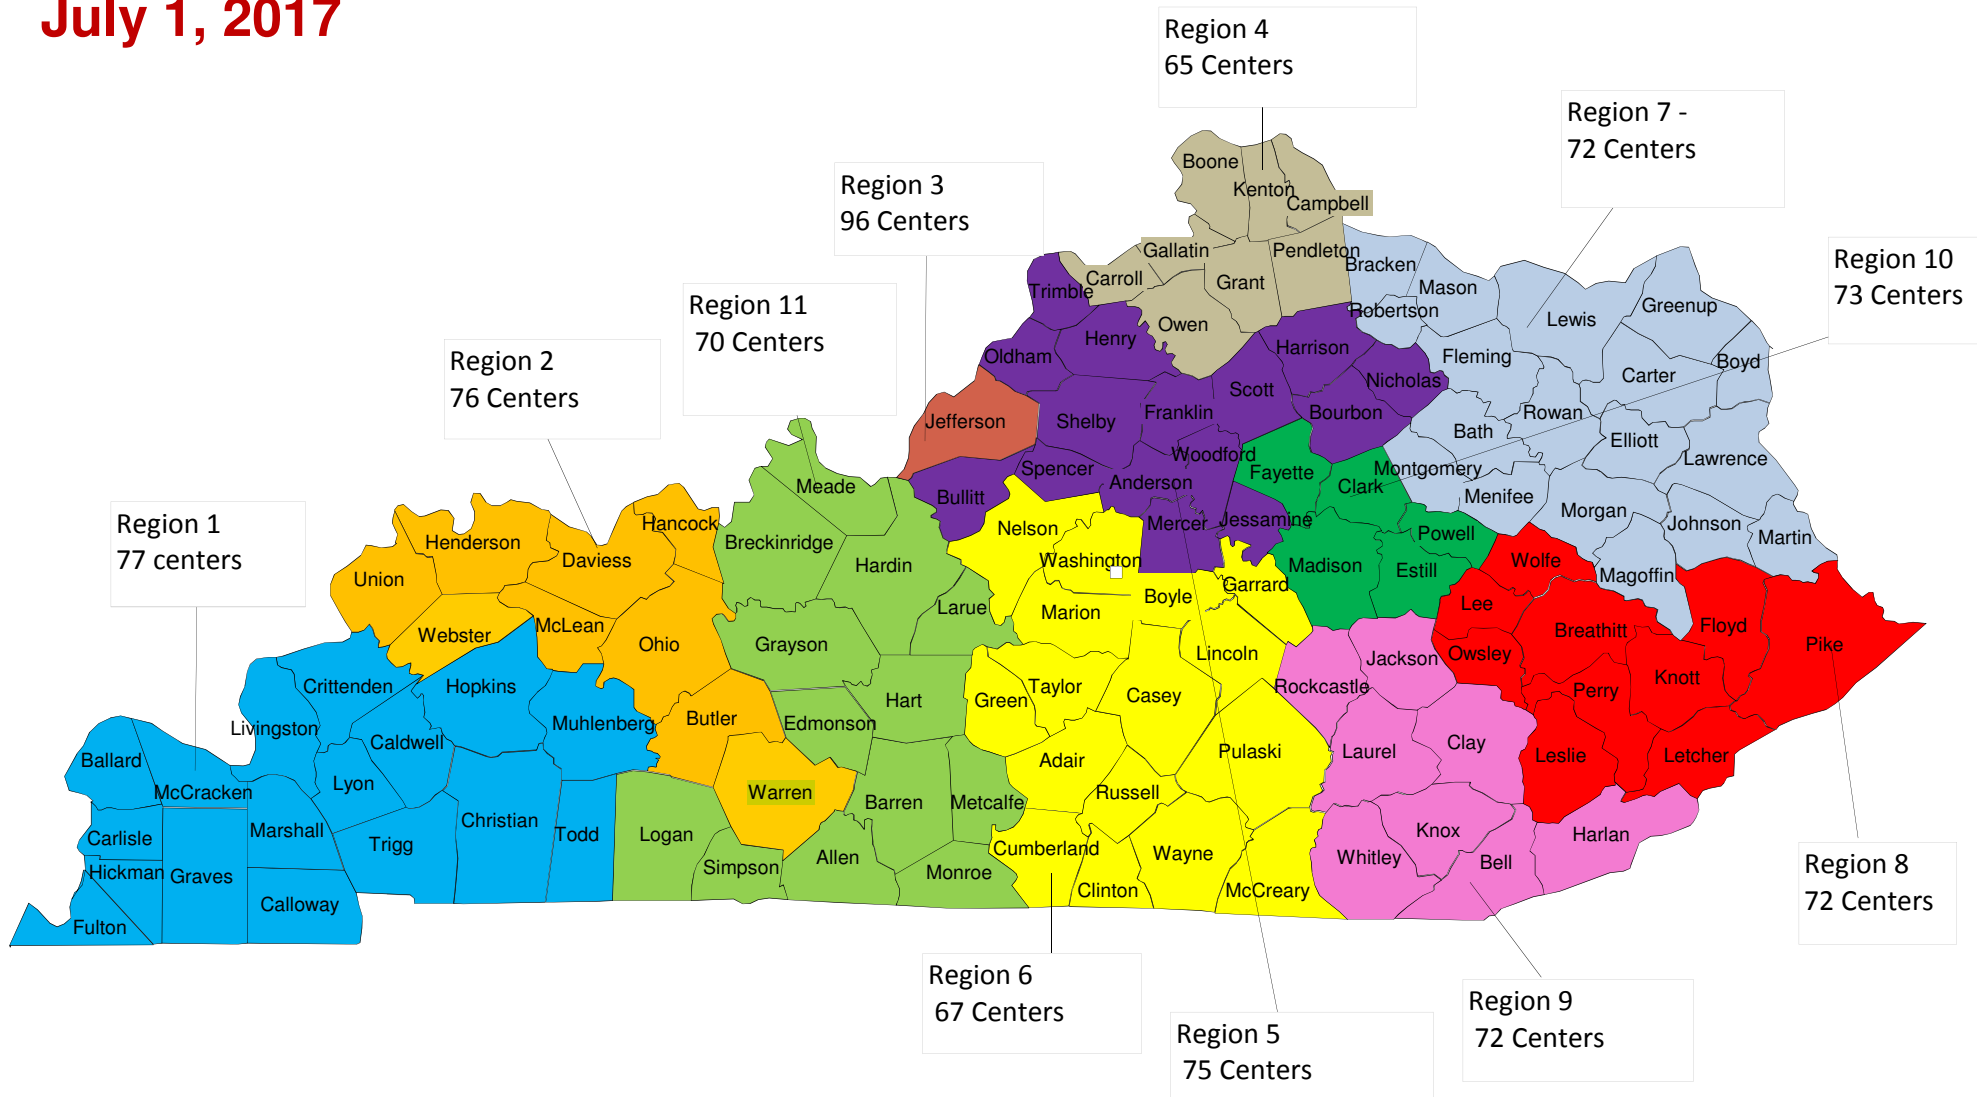 July 1, 2017
Region 4
65 Centers
Region 7 -
72 Centers
Region 3
96 Centers
Region 10
73 Centers
Region 11
70 Centers
Region 2
76 Centers
Region 1
77 centers
Boone
Kenton
Campbell
Gallatin
Pendleton
Carroll
Grant
Owen
Bracken
Mason
Robertson
Lewis
Greenup
Fleming
Carter
Boyd
Rowan
Bath
Elliott
Lawrence
Montgomery
Menifee
Morgan
Johnson
Martin
Magoffin
Trimble
Henry
Oldham
Harrison
Nicholas
Scott
Bourbon
Shelby
Franklin
Woodford
Spencer
Anderson
Bullitt
Mercer
Jessamine
Jefferson
Fayette
Clark
Powell
Madison
Estill
Wolfe
Lee
Breathitt
Floyd
Pike
Owsley
Knott
Perry
Leslie
Letcher
Meade
Breckinridge
Hardin
Larue
Grayson
Hart
Edmonson
Barren
Metcalfe
Logan
Simpson
Allen
Monroe
Hancock
Henderson
Daviess
Union
Webster
McLean
Ohio
Butler
Warren
Crittenden
Hopkins
Livingston
Muhlenberg
Caldwell
Ballard
McCracken
Lyon
Marshall
Carlisle
Trigg
Christian
Todd
Hickman
Graves
Calloway
Fulton
Nelson
Washington
Marion
Boyle
Garrard
Lincoln
Green
Taylor
Casey
Adair
Pulaski
Russell
Cumberland
Wayne
Clinton
McCreary
Jackson
Rockcastle
Laurel
Clay
Knox
Whitley
Bell
Harlan
Region 8
72 Centers
Region 6
67 Centers
Region 9
72 Centers
Region 5
75 Centers